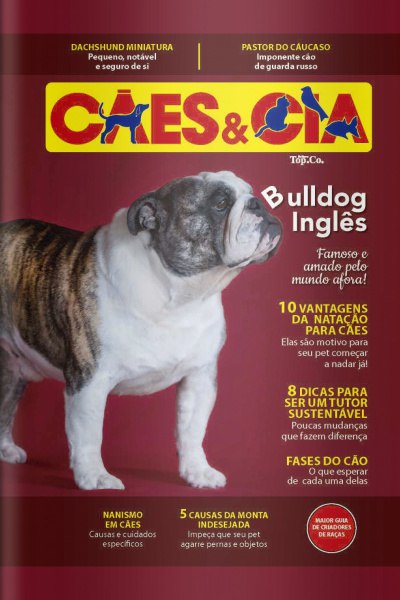 DACHSHUND MINIATURA
Pequeno, notável
e seguro de si
PASTOR DO CÁUCASO
Imponente cão
de guarda russo
CÃES&CIA
Top.Co.
Bulldog
Inglês
Famoso e
amado pelo
mundo afora!
10 VANTAGENS
DA NATAÇÃO
PARA CÃES
Elas são motivo para
seu pet começar
a nadar já!
8 DICAS PARA
SER UM TUTOR
SUSTENTÁVEL
Poucas mudanças
que fazem diferença
FASES DO CÃO
O que esperar
de cada uma delas
NANISMO
EM CÃES
Causas e cuidados
específicos
5 CAUSAS DA MONTA
INDESEJADA
Impeça que seu pet
agarre pernas e objetos
MAIOR GUIA
DE CRIADORES
DE RAÇAS